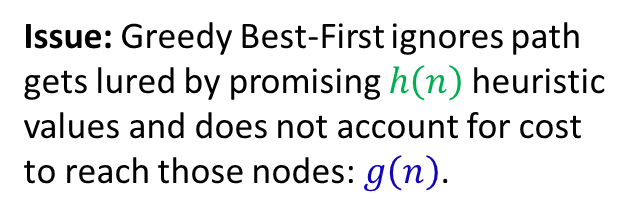 Issue: Greedy Best-First ignores path
gets lured by promising h(n) heuristic
values and does not account for cost
to reach those nodes: g(n).